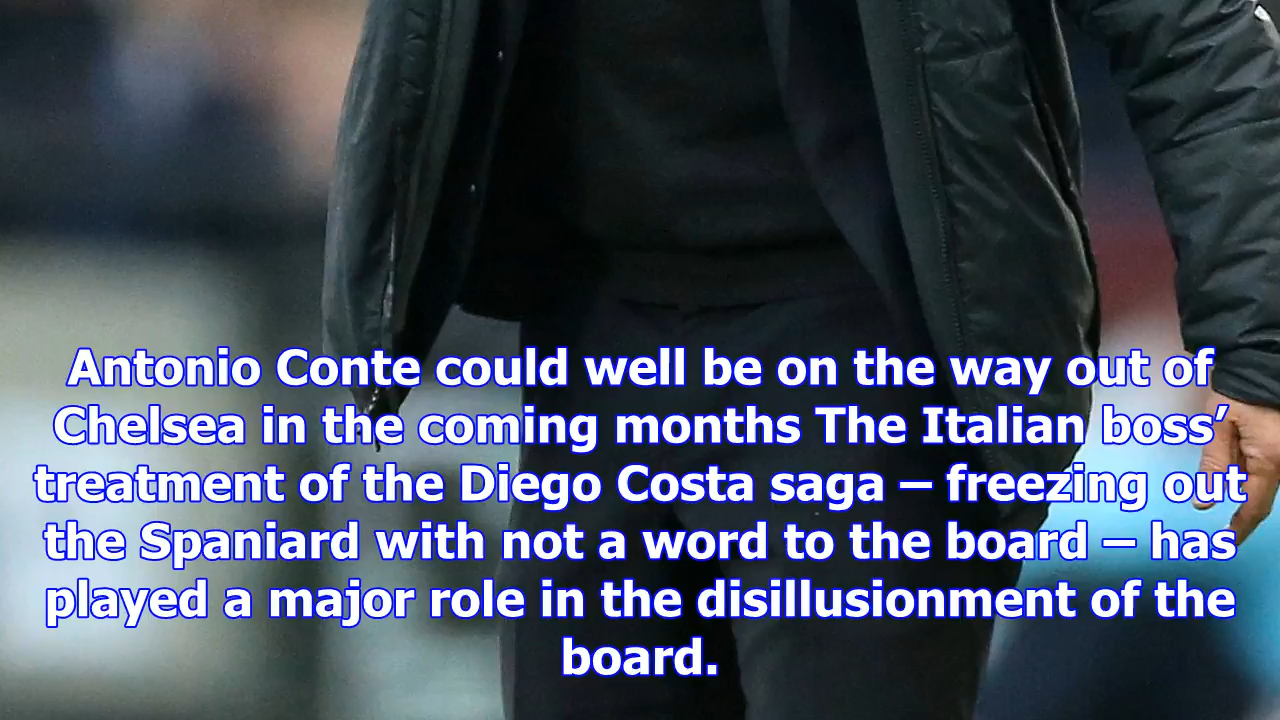 Antonio Conte could well be on the way out of
Chelsea in the coming months The Italian boss’
treatment of the Diego Costa saga – freezing out
the Spaniard with not a word to the board – has
played a major role in the disillusionment of the
board.